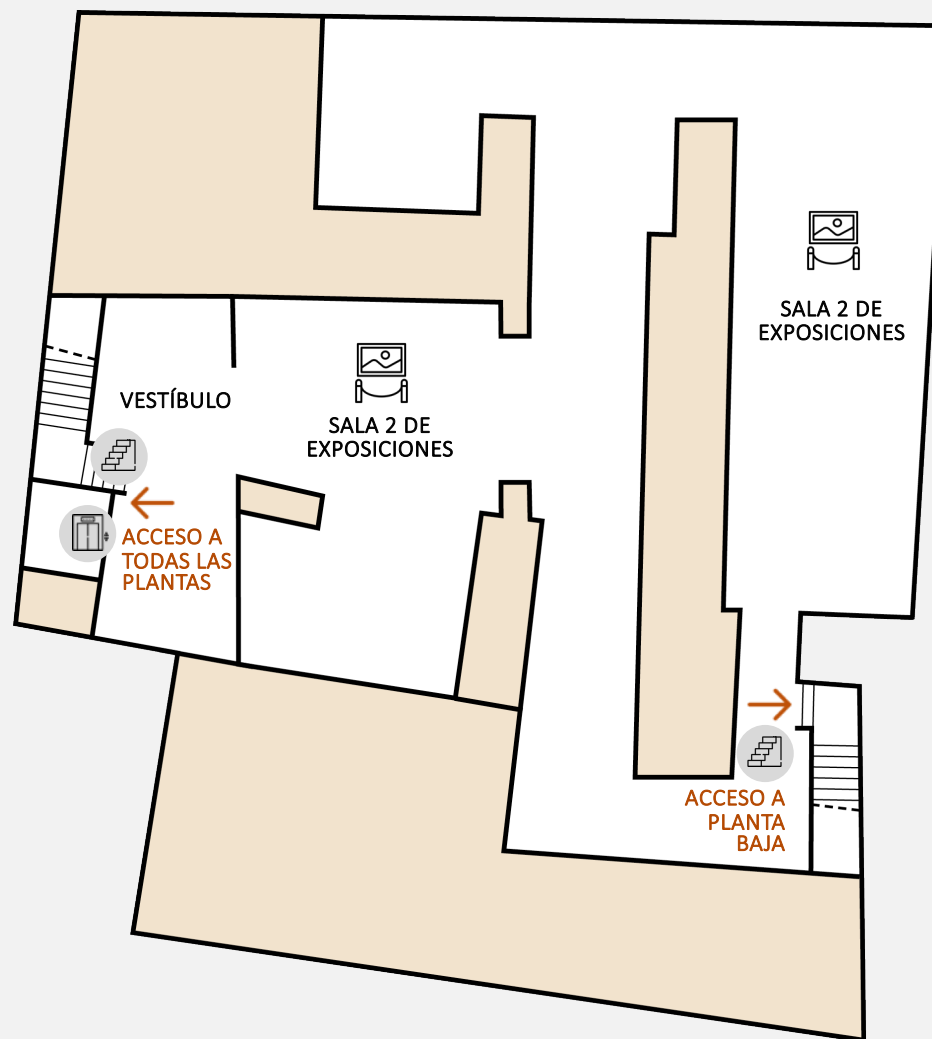 SALA 2 DE
EXPOSICIONES
VESTÍBULO
SALA 2 DE
EXPOSICIONES
ACCESO A
TODAS LAS
PLANTAS
ACCESO A
PLANTA
BAJA